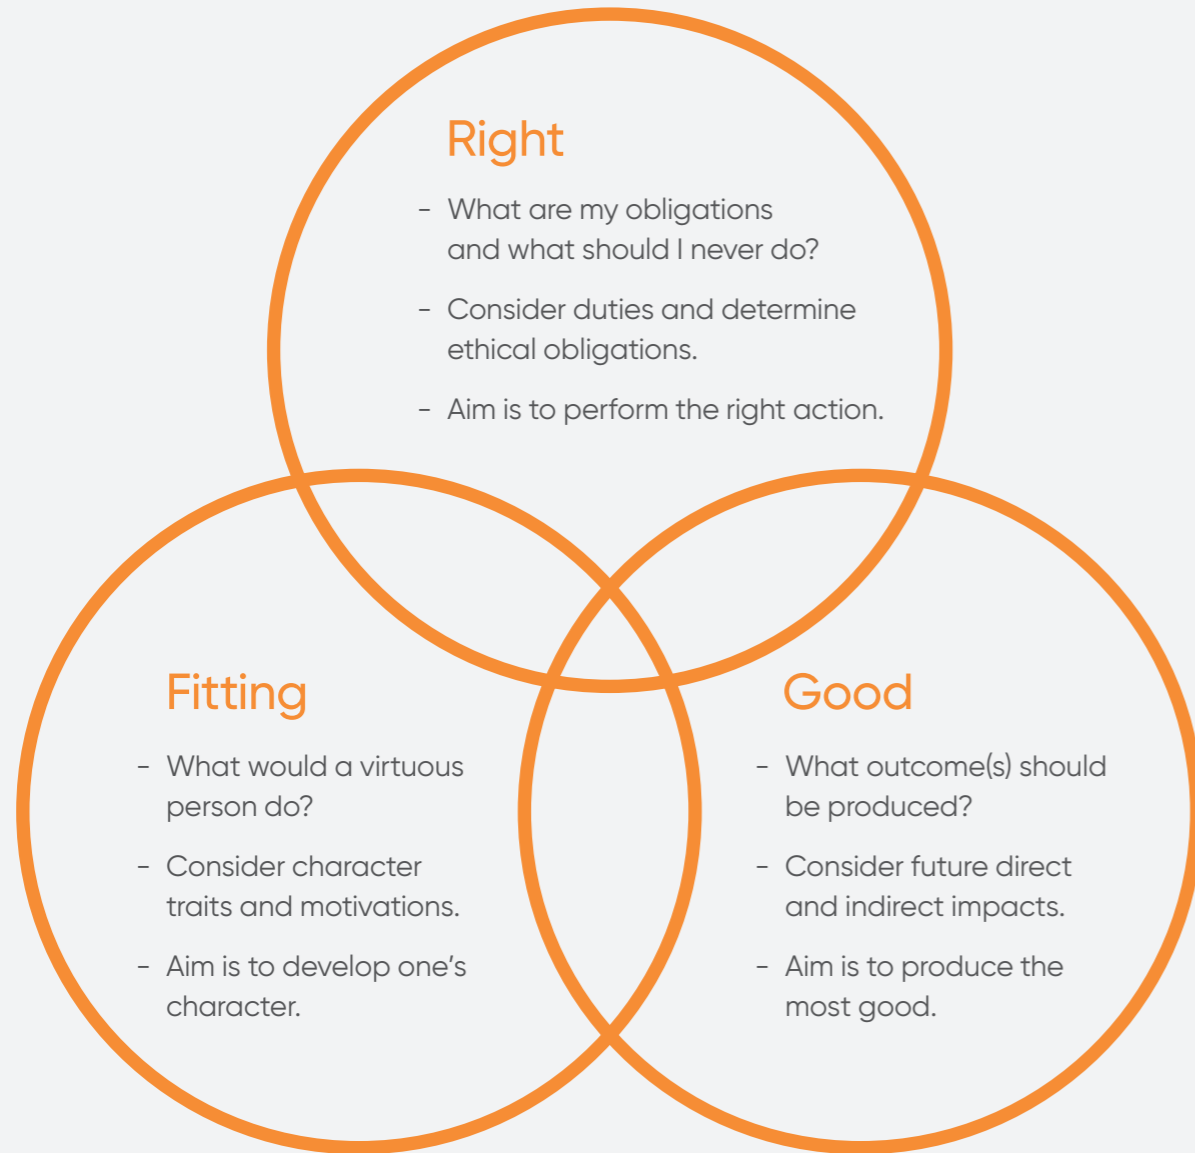 Right
- What are my obligations
and what should I never do?
- Consider duties and determine
ethical obligations.
- Aim is to perform the right action.
Fitting
- What would a virtuous
person do?
- Consider character
traits and motivations.
- Aim is to develop one’s
character.
Good
- What outcome(s) should
be produced?
- Consider future direct
and indirect impacts.
- Aim is to produce the
most good.